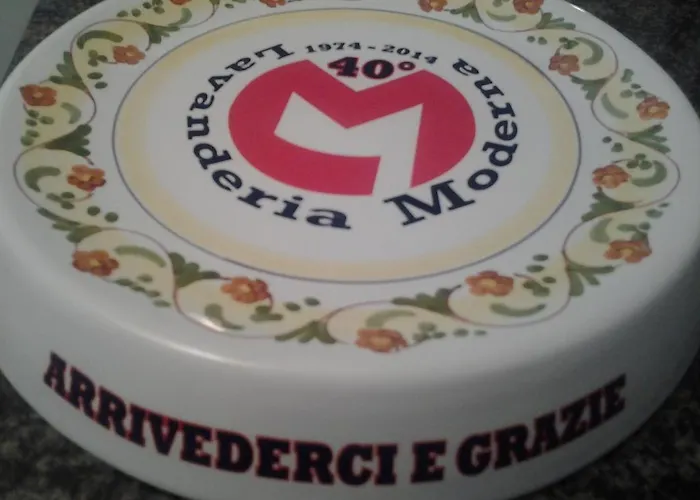 1974-2014
40°
Lavanderia Moderna
ARRIVEDERCI E GRAZIE